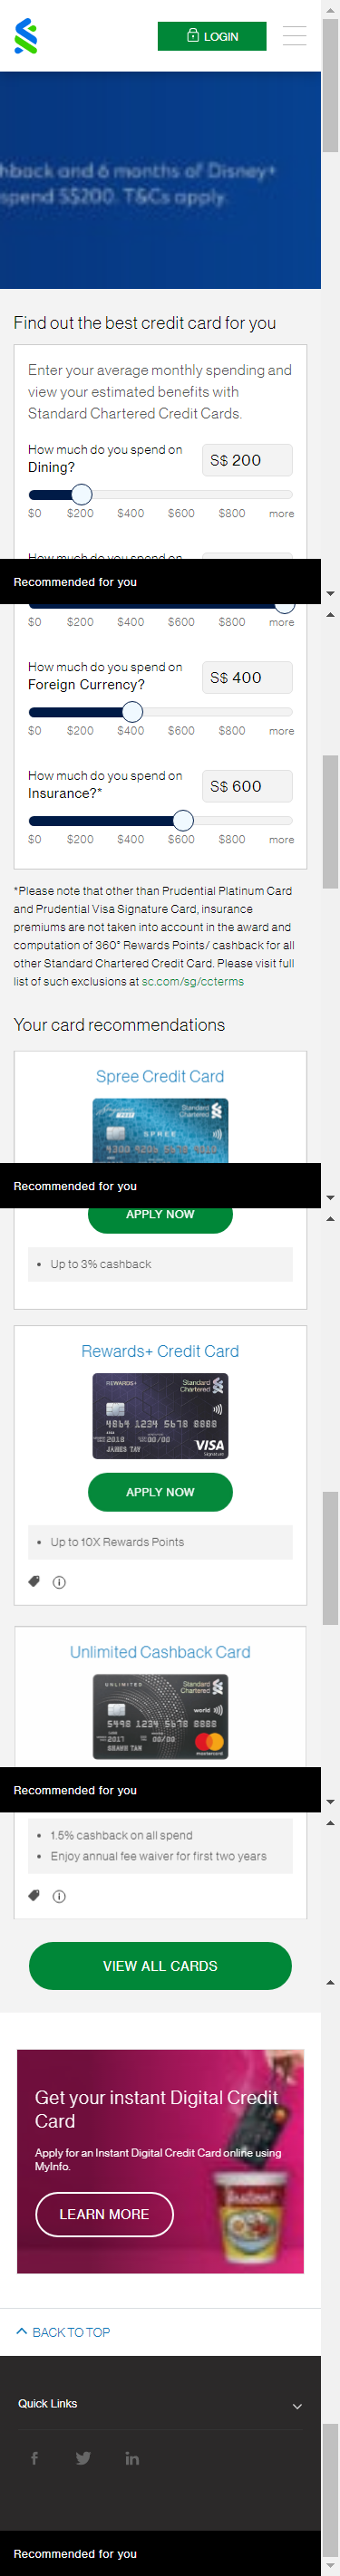 LOGIN
hback and 6 months of Disney+
spend S$200. T&Cs apply.
Find out the best credit card for you
Enter your average monthly spending and
view your estimated benefits with
Standard Chartered Credit Cards.
How much do you spend on
Dining?
S$ 200
$0 $200 $400 $600 $800 more
How much do you spend on
Recommended for you
$0 $200 $400 $600 $800 more
How much do you spend on
Foreign Currency?
S$ 400
$0 $200 $400 $600 $800 more
How much do you spend on
Insurance?*
S$ 600
$0 $200 $400 $600 $800 more
*Please note that other than Prudential Platinum Card
and Prudential Visa Signature Card, insurance
premiums are not taken into account in the award and
computation of 360° Rewards Points/ cashback for all
other Standard Chartered Credit Card. Please visit full
list of such exclusions at sc.com/sg/ccterms
Your card recommendations
Spree Credit Card
Standard
Chartered
SPREE
Recommended for you
APPLY NOW
• Up to 3% cashback
Rewards+ Credit Card
REWARDS+
Standard
Chartered
4864 1234 5678 8888
2018 00/00
JAMES TAY
VISA
Signature
APPLY NOW
• Up to 10X Rewards Points
Unlimited Cashback Card
UNLIMITED
Standard
Chartered
world
5498 1234 5678 8888
2017 00/00
SHAWN TAN
mastercard
Recommended for you
• 1.5% cashback on all spend
• Enjoy annual fee waiver for first two years
VIEW ALL CARDS
Get your instant Digital Credit
Card
Apply for an Instant Digital Credit Card online using
MyInfo.
LEARN MORE
BACK TO TOP
Quick Links
Recommended for you